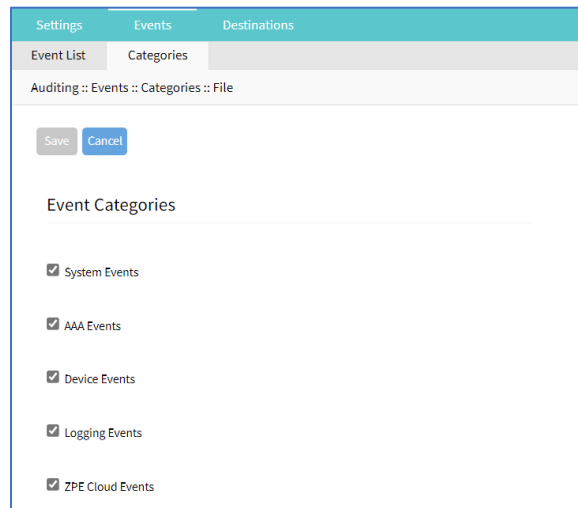 Settings Events Destinations
Event List Categories
Auditing :: Events :: Categories :: File
Save Cancel
Event Categories
System Events
AAA Events
Device Events
Logging Events
ZPE Cloud Events